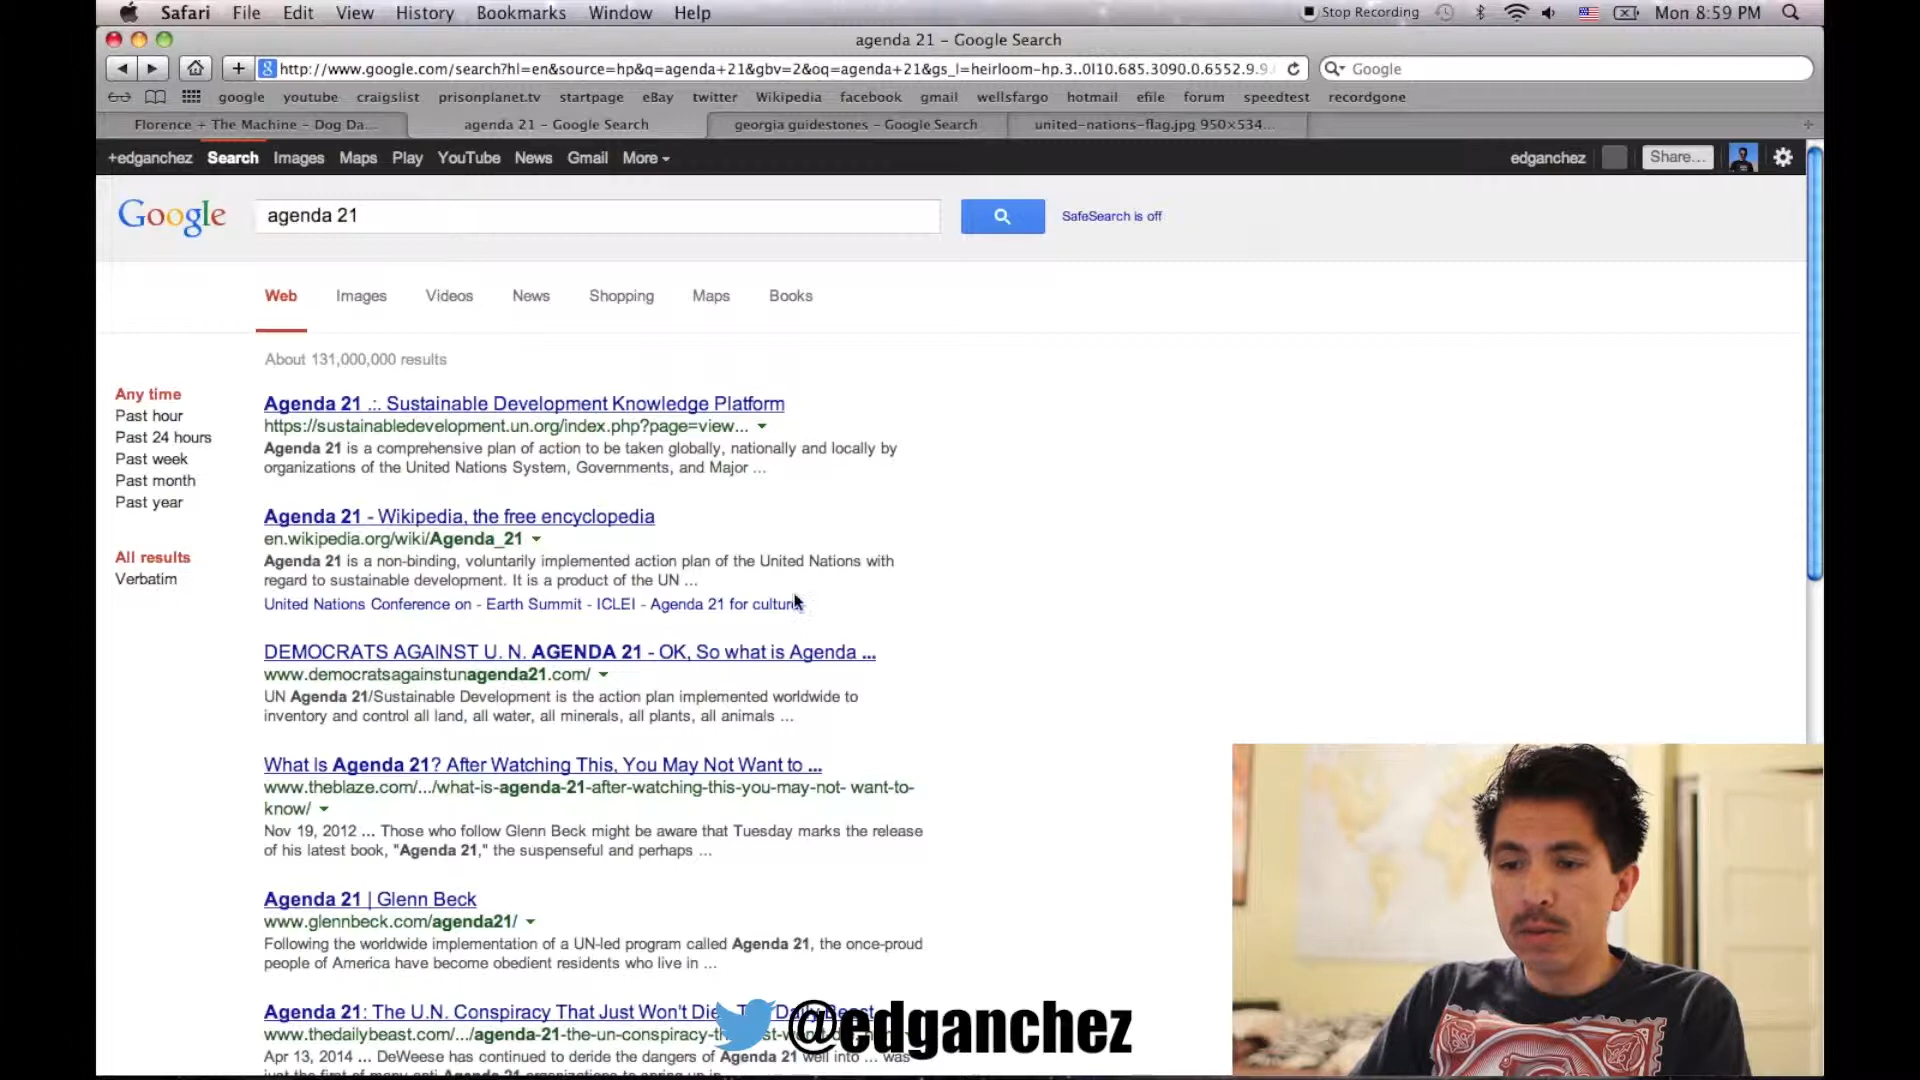 Safari File Edit View History Bookmarks Window Help Stop Recording Mon 8:59 PM
agenda 21 – Google Search
http://www.google.com/search?hl=en&source=hp&q=agenda+21&gbv=2&oq=agenda+21&gs_l=heirloom-hp.3..0l10.685.3090.0.6552.9.9. Google
google youtube craigslist prisonplanet.tv startpage eBay twitter Wikipedia facebook gmail wellsfargo hotmail efile forum speedtest recordgone
Florence + The Machine – Dog Da... agenda 21 – Google Search georgia guidestones – Google Search united-nations-flag.jpg 950×534...
+edganchez Search Images Maps Play YouTube News Gmail More edganchez Share...
Google agenda 21 SafeSearch is off
Web Images Videos News Shopping Maps Books
About 131,000,000 results
Any time
Past hour
Past 24 hours
Past week
Past month
Past year
All results
Verbatim
Agenda 21 .:. Sustainable Development Knowledge Platform
https://sustainabledevelopment.un.org/index.php?page=view...
Agenda 21 is a comprehensive plan of action to be taken globally, nationally and locally by
organizations of the United Nations System, Governments, and Major ...
Agenda 21 - Wikipedia, the free encyclopedia
en.wikipedia.org/wiki/Agenda_21
Agenda 21 is a non-binding, voluntarily implemented action plan of the United Nations with
regard to sustainable development. It is a product of the UN ...
United Nations Conference on - Earth Summit - ICLEI - Agenda 21 for culture
DEMOCRATS AGAINST U. N. AGENDA 21 - OK, So what is Agenda ...
www.democratsagainstunagenda21.com/
UN Agenda 21/Sustainable Development is the action plan implemented worldwide to
inventory and control all land, all water, all minerals, all plants, all animals ...
What Is Agenda 21? After Watching This, You May Not Want to ...
www.theblaze.com/.../what-is-agenda-21-after-watching-this-you-may-not- want-to-
know/
Nov 19, 2012 ... Those who follow Glenn Beck might be aware that Tuesday marks the release
of his latest book, "Agenda 21," the suspenseful and perhaps ...
Agenda 21 | Glenn Beck
www.glennbeck.com/agenda21/
Following the worldwide implementation of a UN-led program called Agenda 21, the once-proud
people of America have become obedient residents who live in ...
Agenda 21: The U.N. Conspiracy That Just Won't Die
www.thedailybeast.com/.../agenda-21-the-un-conspiracy-
Apr 13, 2014 ... DeWeese has continued to deride the dangers of Agenda 21 well into ... was
@edganchez